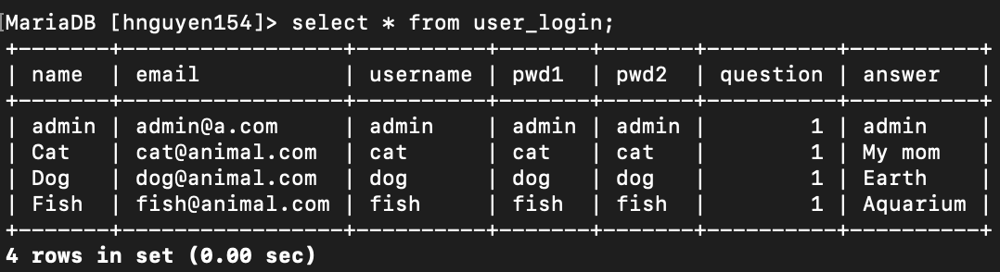 [MariaDB [hnguyen154]> select * from user_login;
+-------+-----------------+----------+-------+-------+----------+----------+
| name  | email           | username | pwd1  | pwd2  | question | answer   |
+-------+-----------------+----------+-------+-------+----------+----------+
| admin | admin@a.com     | admin    | admin | admin |        1 | admin    |
| Cat   | cat@animal.com  | cat      | cat   | cat   |        1 | My mom   |
| Dog   | dog@animal.com  | dog      | dog   | dog   |        1 | Earth    |
| Fish  | fish@animal.com | fish     | fish  | fish  |        1 | Aquarium |
+-------+-----------------+----------+-------+-------+----------+----------+
4 rows in set (0.00 sec)